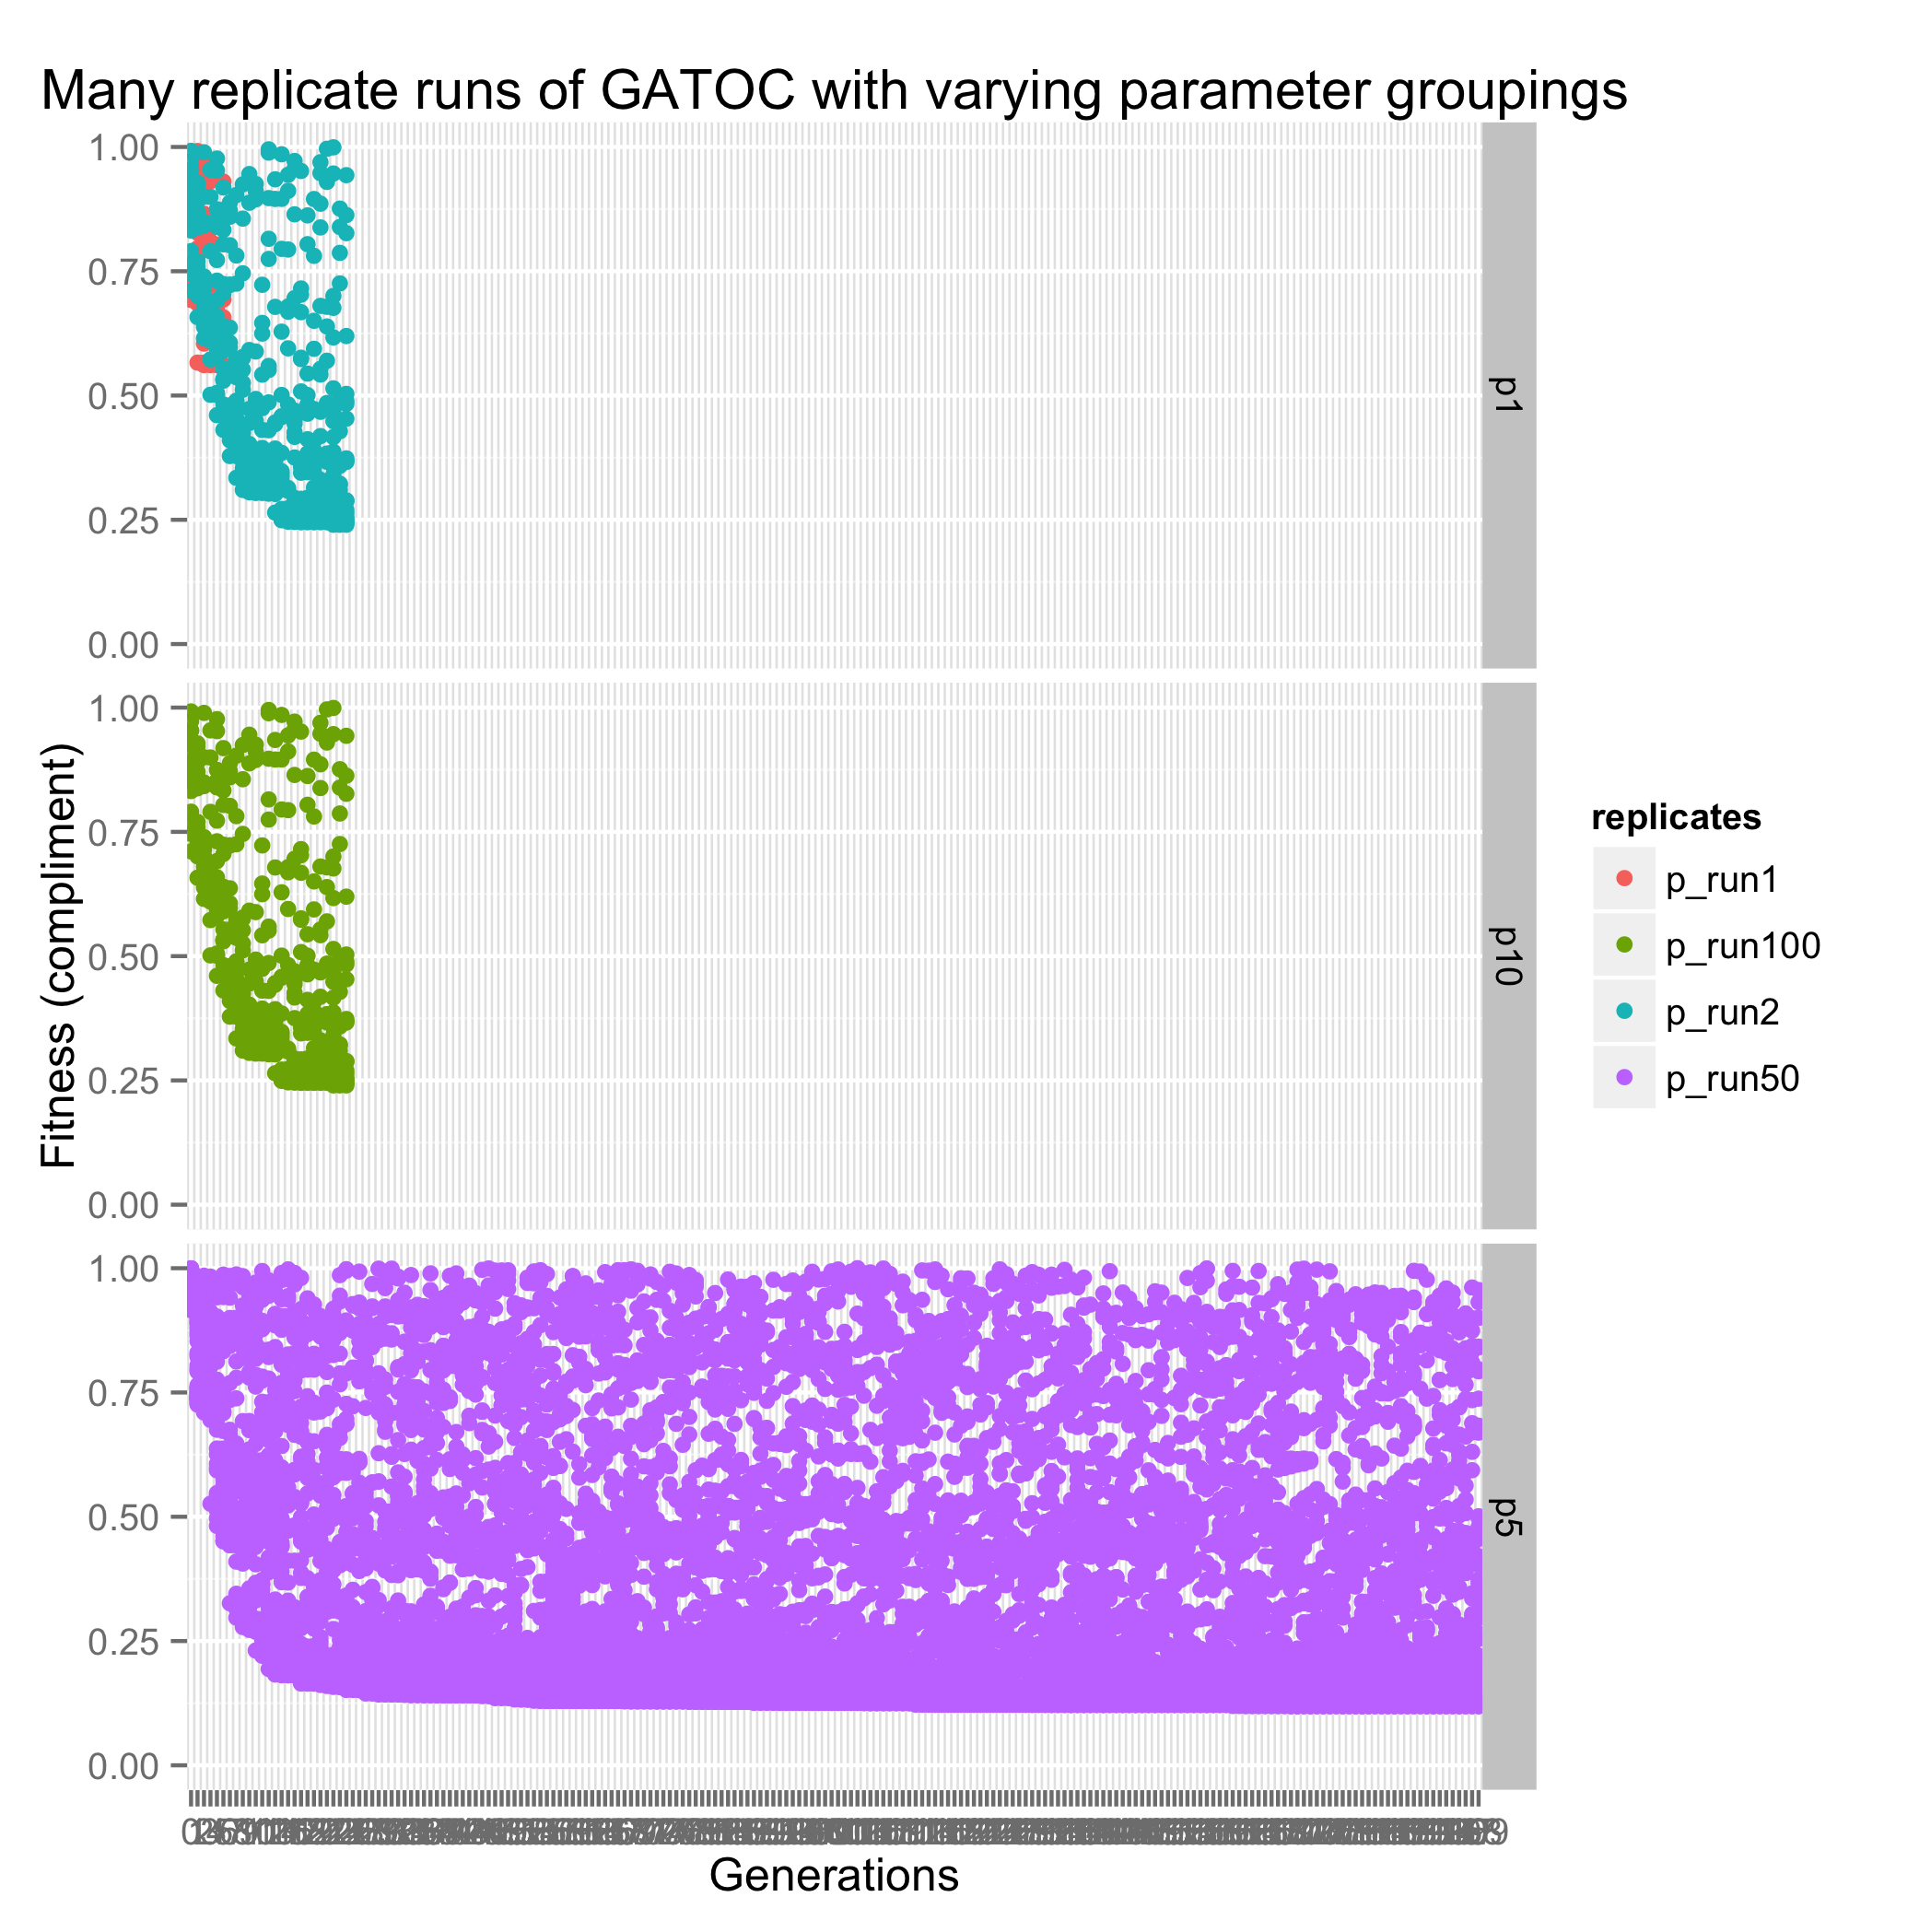 Many replicate runs of GATOC with varying parameter groupings
1.00
0.75
0.50
0.25
0.00
p1
1.00
0.75
0.50
0.25
0.00
p10
1.00
0.75
0.50
0.25
0.00
p5
Fitness (compliment)
Generations
replicates
p_run1
p_run100
p_run2
p_run50